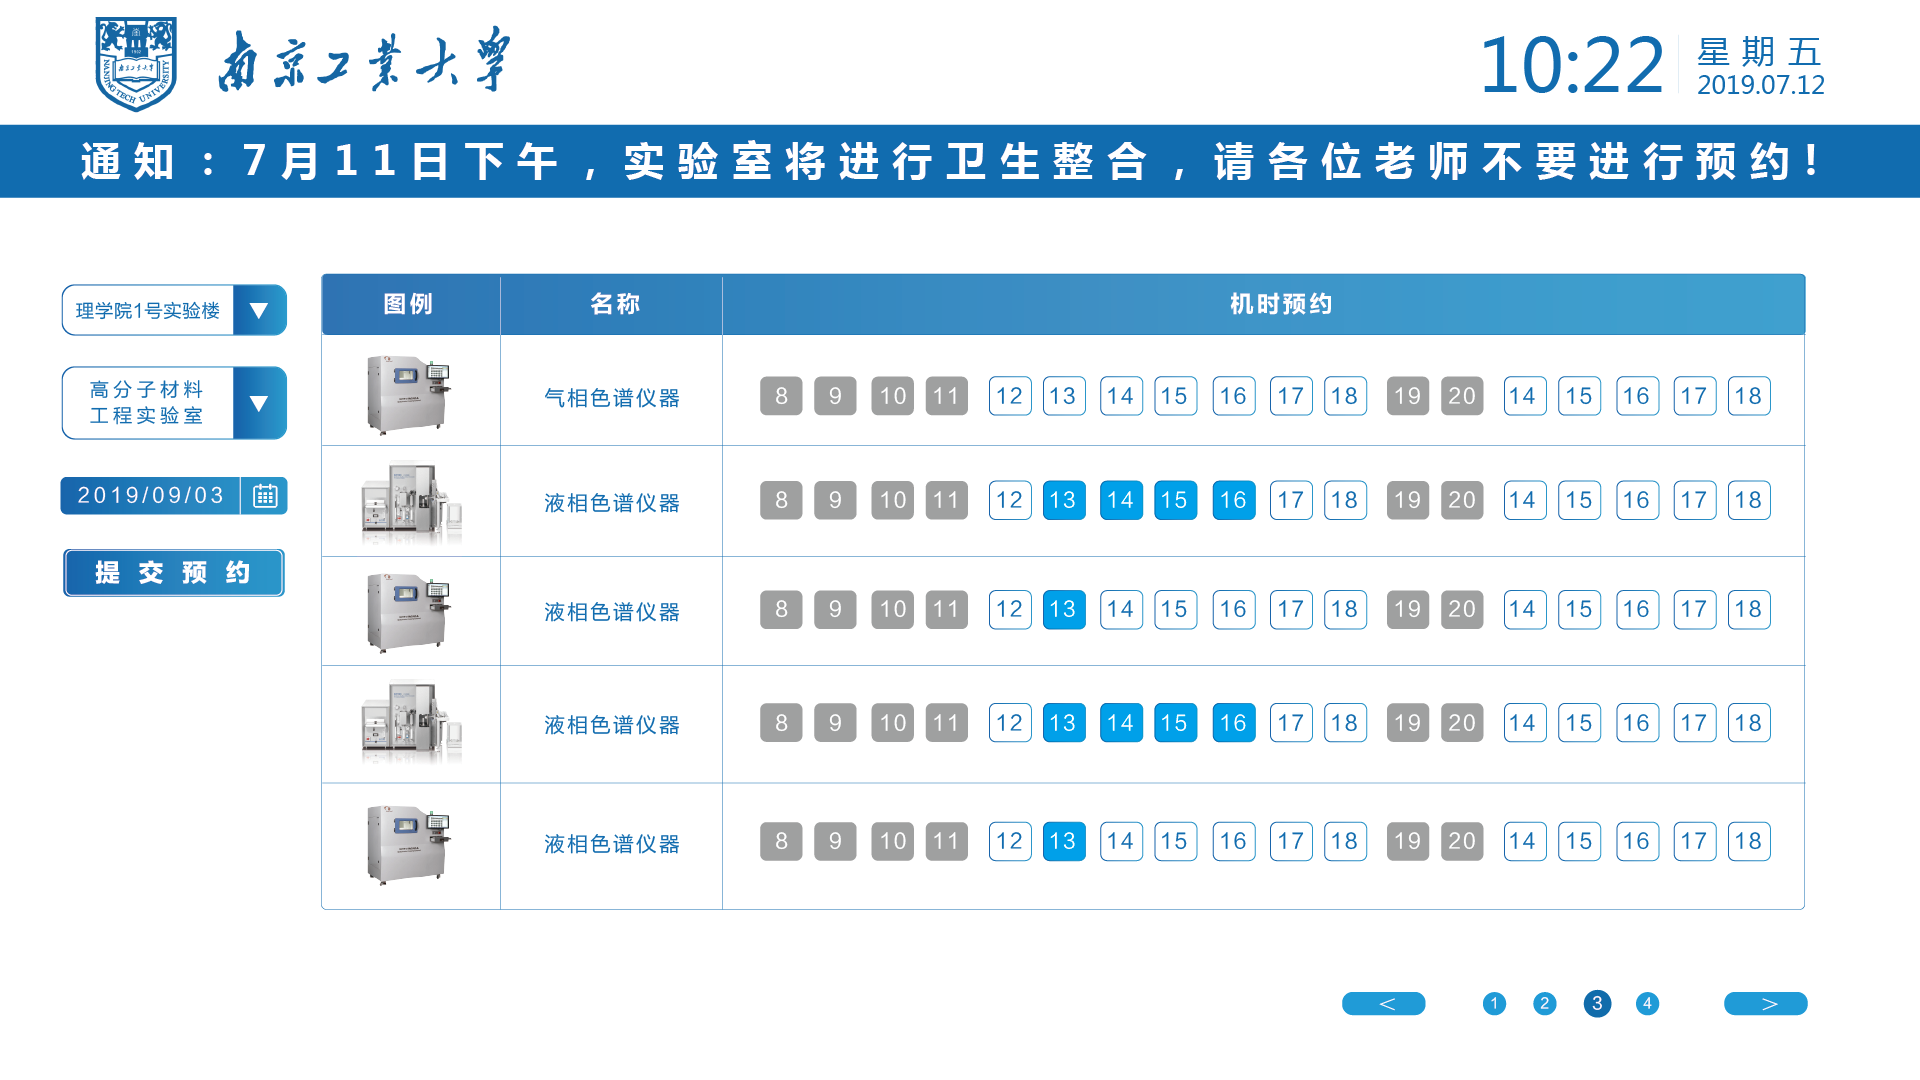 1902
NANJING TECH UNIVERSITY
南京工业大学
10:22
星期五
2019.07.12
通知：7月11日下午，实验室将进行卫生整合，请各位老师不要进行预约!
理学院1号实验楼
高分子材料
工程实验室
2019/09/03
提交预约
图例 名称 机时预约
气相色谱仪器 8 9 10 11 12 13 14 15 16 17 18 19 20 14 15 16 17 18
液相色谱仪器 8 9 10 11 12 13 14 15 16 17 18 19 20 14 15 16 17 18
液相色谱仪器 8 9 10 11 12 13 14 15 16 17 18 19 20 14 15 16 17 18
液相色谱仪器 8 9 10 11 12 13 14 15 16 17 18 19 20 14 15 16 17 18
液相色谱仪器 8 9 10 11 12 13 14 15 16 17 18 19 20 14 15 16 17 18
< 1 2 3 4 >